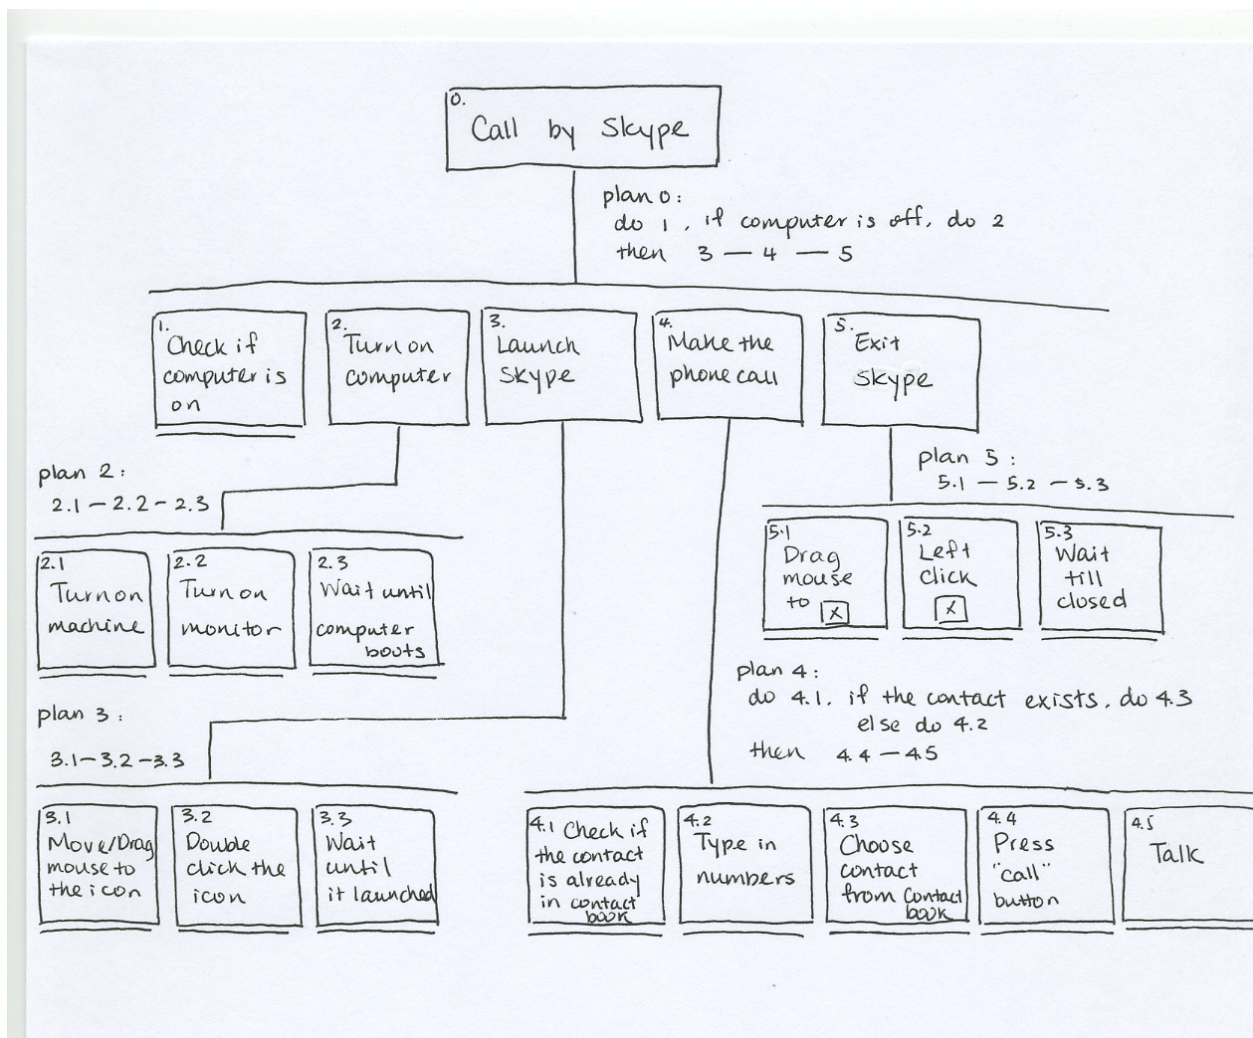 0.
Call by Skype
plan 0:
do 1, if computer is off, do 2
then 3 — 4 — 5
1.
Check if
computer is
on
2.
Turn on
computer
3.
Launch
Skype
4.
Make the
phone call
5.
Exit
Skype
plan 2:
2.1 — 2.2 — 2.3
2.1
Turn on
machine
2.2
Turn on
monitor
2.3
Wait until
computer
boots
plan 5:
5.1 — 5.2 — 5.3
5.1
Drag
mouse
to X
5.2
Left
click
X
5.3
Wait
till
closed
plan 3:
3.1 — 3.2 — 3.3
3.1
Move/Drag
mouse to
the icon
3.2
Double
click the
icon
3.3
Wait
until
it launched
plan 4:
do 4.1, if the contact exists, do 4.3
else do 4.2
then 4.4 — 4.5
4.1 Check if
the contact
is already
in contact
book
4.2
Type in
numbers
4.3
Choose
contact
from contact
book
4.4
Press
"call"
button
4.5
Talk